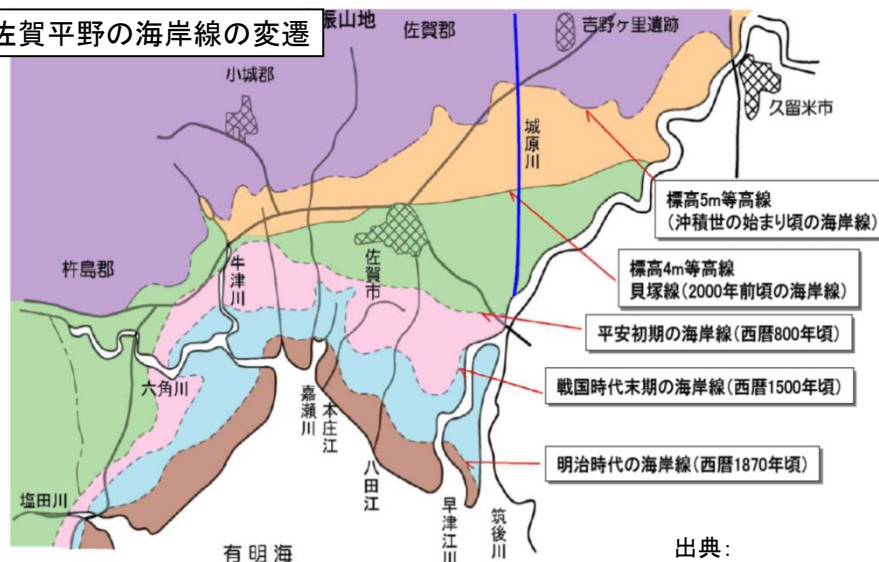 佐賀平野の海岸線の変遷
振山地
佐賀郡
吉野ヶ里遺跡
小城郡
久留米市
城原川
標高5m等高線
(沖積世の始まり頃の海岸線)
杵島郡
牛津川
佐賀市
標高4m等高線
貝塚線(2000年前頃の海岸線)
平安初期の海岸線(西暦800年頃)
六角川
嘉瀬川
本庄江
戦国時代末期の海岸線(西暦1500年頃)
八田江
明治時代の海岸線(西暦1870年頃)
塩田川
早津江川
筑後川
有明海
出典: